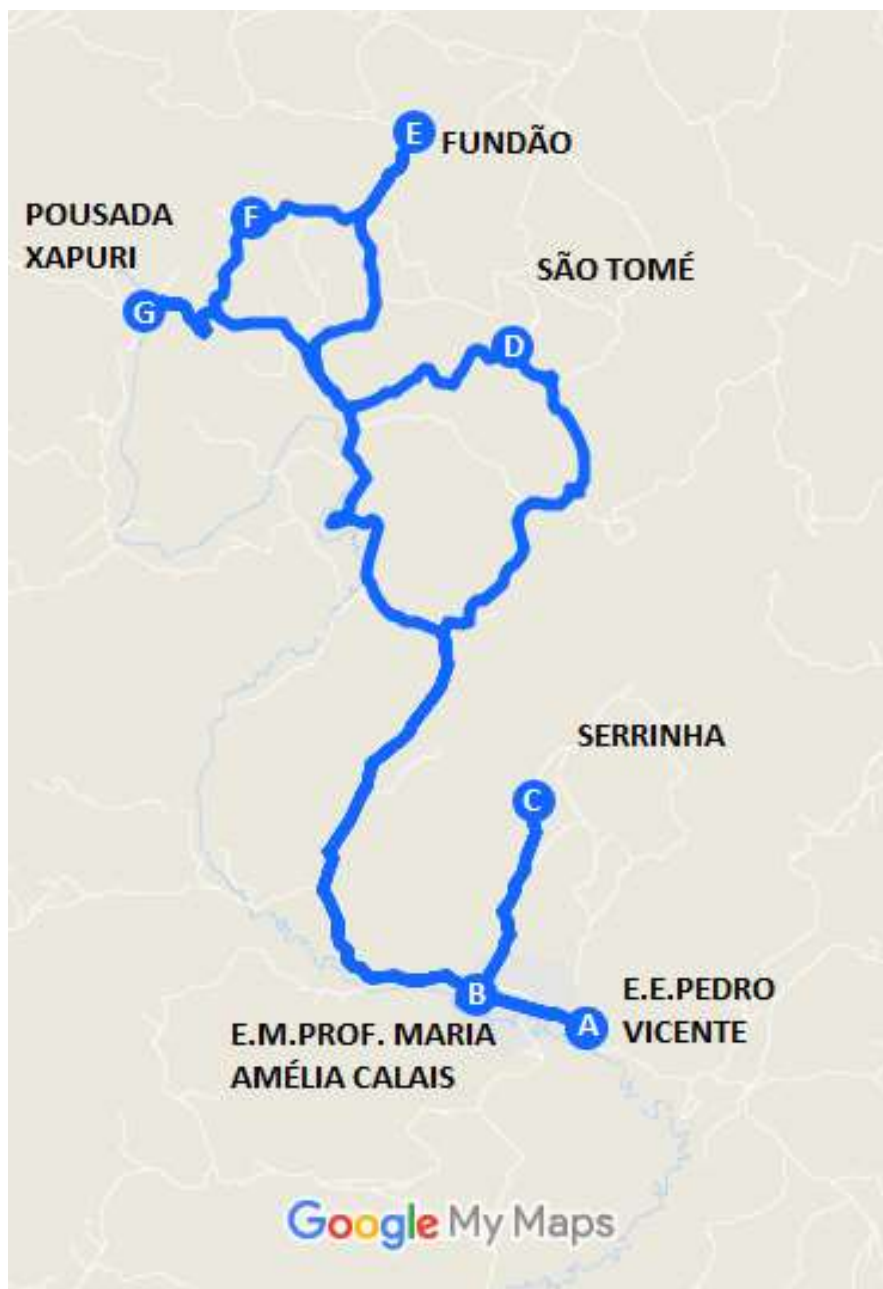 E
FUNDÃO
POUSADA
XAPURI
F
SÃO TOMÉ
G
D
SERRINHA
C
B
E.E.PEDRO
VICENTE
A
E.M.PROF. MARIA
AMÉLIA CALAIS
Google My Maps